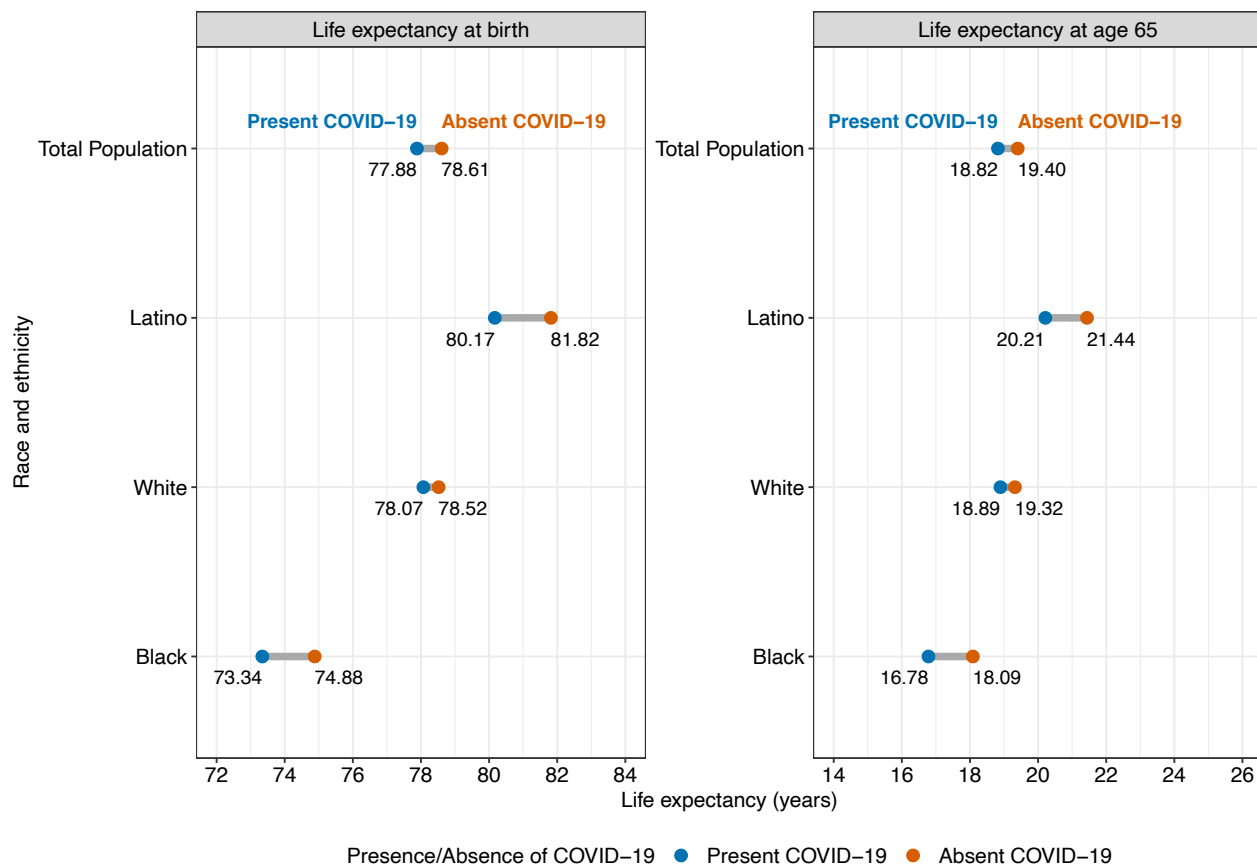 Life expectancy at birth
Life expectancy at age 65
Race and ethnicity
Present COVID−19 Absent COVID−19
Total Population
77.88 78.61
Latino
80.17 81.82
White
78.07 78.52
Black
73.34 74.88
72 74 76 78 80 82 84
Present COVID−19 Absent COVID−19
Total Population
18.82 19.40
Latino
20.21 21.44
White
18.89 19.32
Black
16.78 18.09
14 16 18 20 22 24 26
Life expectancy (years)
Presence/Absence of COVID−19 Present COVID−19 Absent COVID−19